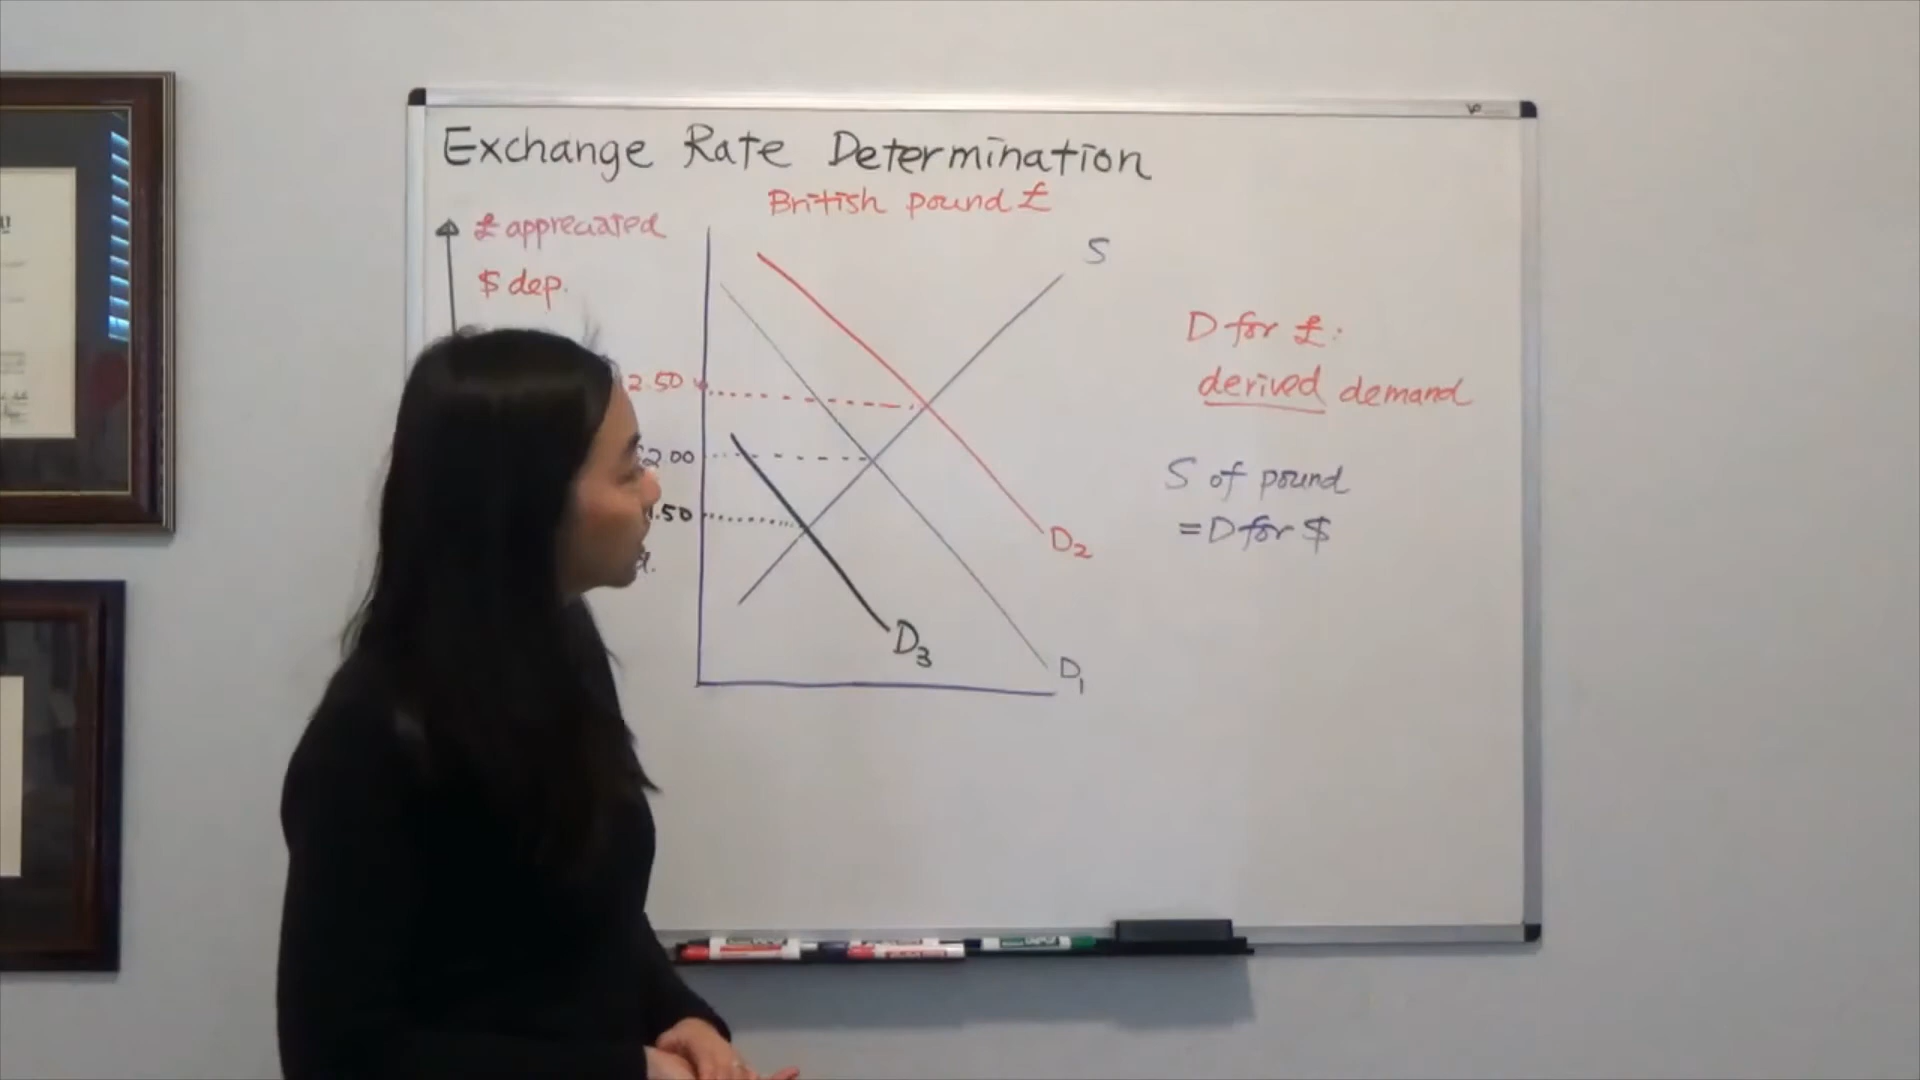 Exchange Rate Determination
British pound £
£ appreciated
$ dep.
S
2.50
2.00
.50
D for £:
derived demand
S of pound
= D for $
D2
D3
D1